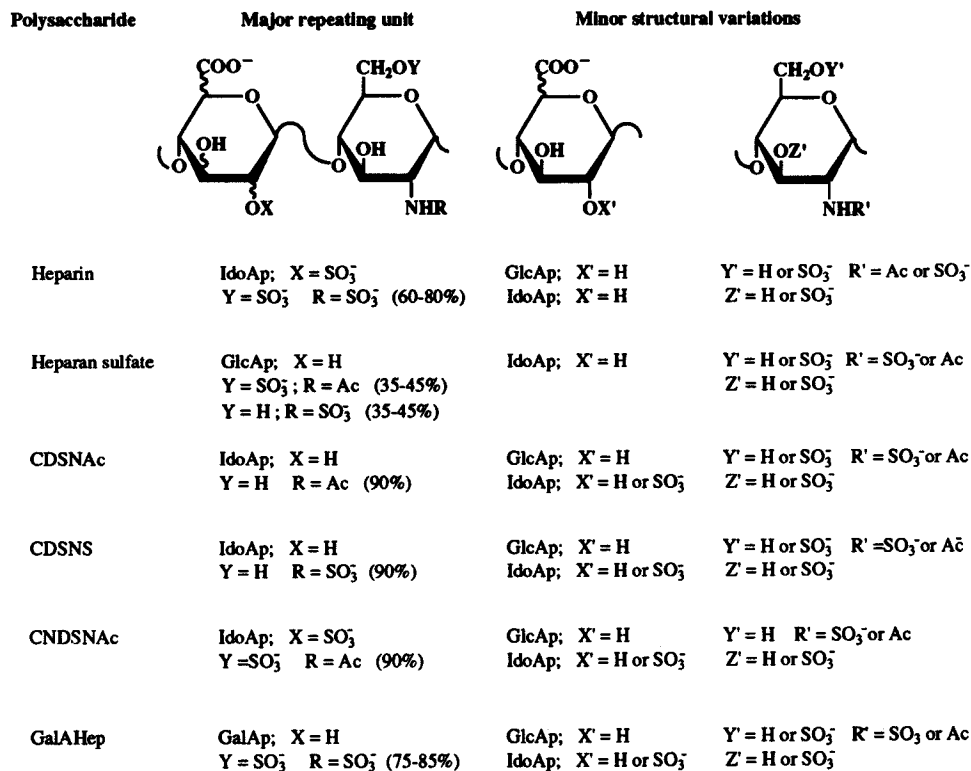 Polysaccharide Major repeating unit Minor structural variations
COO⁻ CH₂OY COO⁻ CH₂OY'
O O O O
OH OH OH OZ'
O O O O
OX NHR OX' NHR'
Heparin IdoAp; X = SO₃⁻ GlcAp; X' = H Y' = H or SO₃⁻ R' = Ac or SO₃⁻
Y = SO₃⁻ R = SO₃⁻ (60-80%) IdoAp; X' = H Z' = H or SO₃⁻
Heparan sulfate GlcAp; X = H IdoAp; X' = H Y' = H or SO₃⁻ R' = SO₃⁻ or Ac
Y = SO₃⁻; R = Ac (35-45%) Z' = H or SO₃⁻
Y = H; R = SO₃⁻ (35-45%)
CDSNAc IdoAp; X = H GlcAp; X' = H Y' = H or SO₃⁻ R' = SO₃⁻ or Ac
Y = H R = Ac (90%) IdoAp; X' = H or SO₃⁻ Z' = H or SO₃⁻
CDSNS IdoAp; X = H GlcAp; X' = H Y' = H or SO₃⁻ R' =SO₃⁻ or Ac
Y = H R = SO₃⁻ (90%) IdoAp; X' = H or SO₃⁻ Z' = H or SO₃⁻
CNDSNAc IdoAp; X = SO₃⁻ GlcAp; X' = H Y' = H R' = SO₃⁻ or Ac
Y =SO₃⁻ R = Ac (90%) IdoAp; X' = H or SO₃⁻ Z' = H or SO₃⁻
GalAHep GalAp; X = H GlcAp; X' = H Y' = H or SO₃⁻ R' = SO₃ or Ac
Y = SO₃⁻ R = SO₃⁻ (75-85%) IdoAp; X' = H or SO₃⁻ Z' = H or SO₃⁻